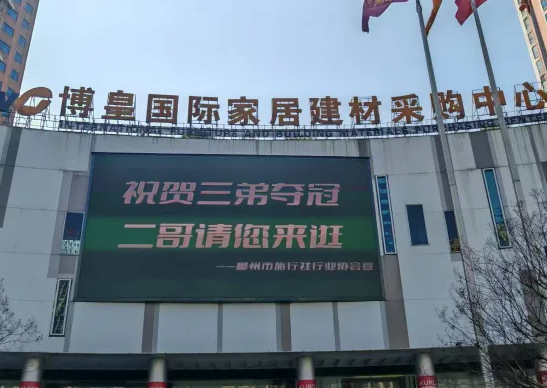 博皇国际家居建材采购中心
祝贺三弟夺冠
二哥请您来逛
——郴州市旅行社行业协会宣